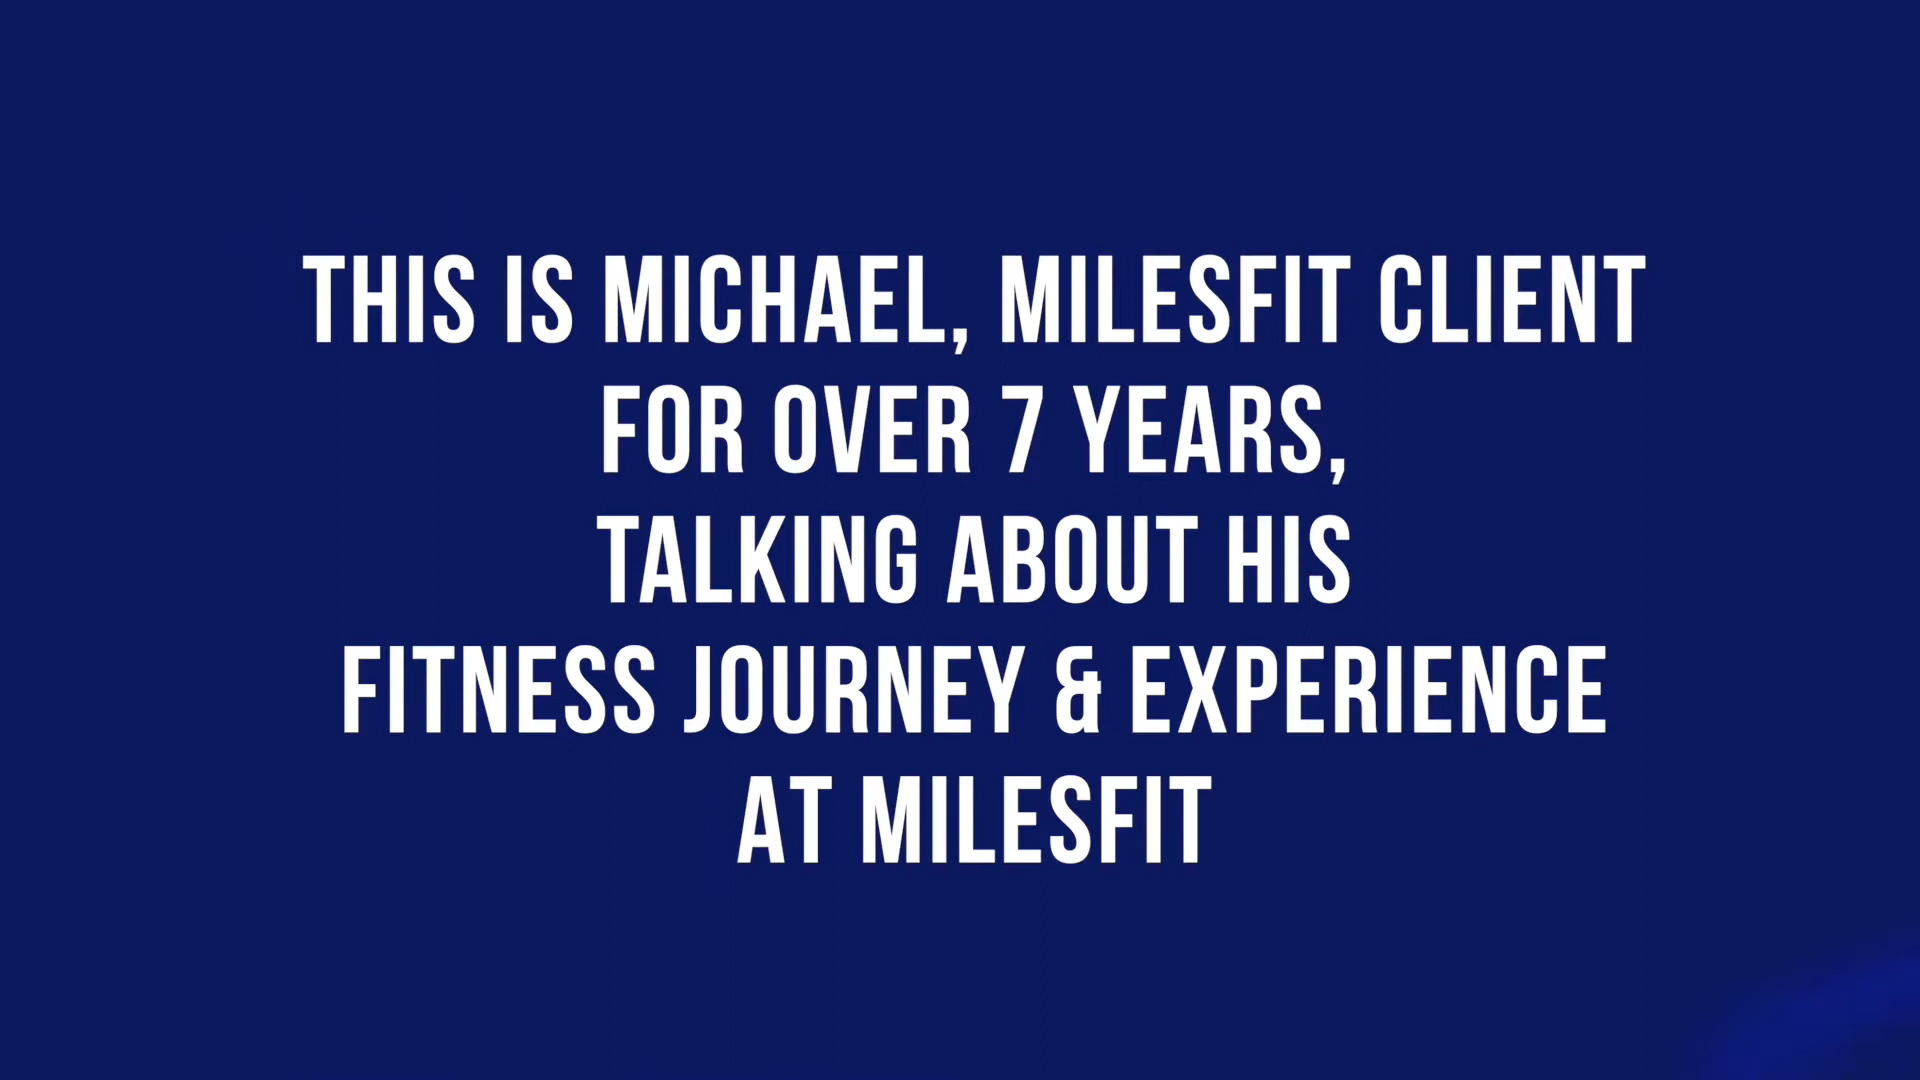 THIS IS MICHAEL, MILESFIT CLIENT
FOR OVER 7 YEARS,
TALKING ABOUT HIS
FITNESS JOURNEY & EXPERIENCE
AT MILESFIT